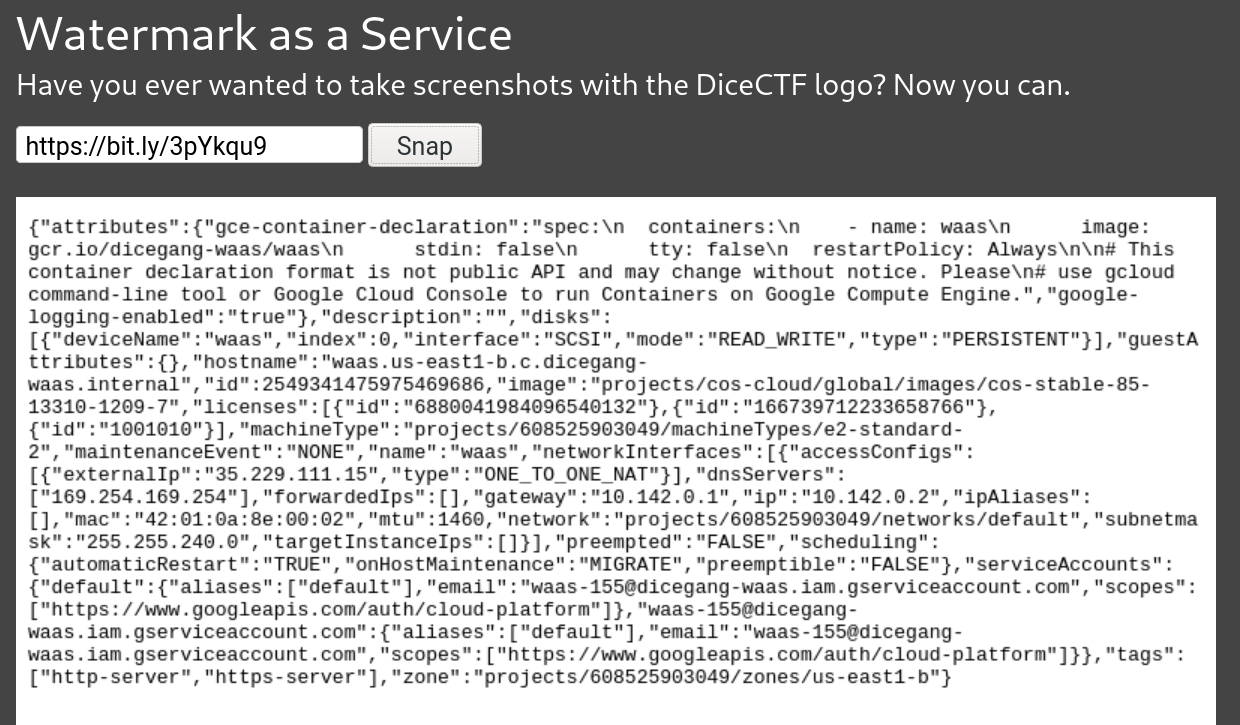 Watermark as a Service
Have you ever wanted to take screenshots with the DiceCTF logo? Now you can.
https://bit.ly/3pYkqu9 Snap
{"attributes":{"gce-container-declaration":"spec:\n  containers:\n    - name: waas\n      image:
gcr.io/dicegang-waas/waas\n      stdin: false\n      tty: false\n  restartPolicy: Always\n\n# This
container declaration format is not public API and may change without notice. Please\n# use gcloud
command-line tool or Google Cloud Console to run Containers on Google Compute Engine.","google-
logging-enabled":"true"},"description":"","disks":
[{"deviceName":"waas","index":0,"interface":"SCSI","mode":"READ_WRITE","type":"PERSISTENT"}],"guestA
ttributes":{},"hostname":"waas.us-east1-b.c.dicegang-
waas.internal","id":2549341475975469686,"image":"projects/cos-cloud/global/images/cos-stable-85-
13310-1209-7","licenses":[{"id":"6880041984096540132"},{"id":"166739712233658766"},
{"id":"1001010"}],"machineType":"projects/608525903049/machineTypes/e2-standard-
2","maintenanceEvent":"NONE","name":"waas","networkInterfaces":[{"accessConfigs":
[{"externalIp":"35.229.111.15","type":"ONE_TO_ONE_NAT"}],"dnsServers":
["169.254.169.254"],"forwardedIps":[],"gateway":"10.142.0.1","ip":"10.142.0.2","ipAliases":
[],"mac":"42:01:0a:8e:00:02","mtu":1460,"network":"projects/608525903049/networks/default","subnetma
sk":"255.255.240.0","targetInstanceIps":[]}],"preempted":"FALSE","scheduling":
{"automaticRestart":"TRUE","onHostMaintenance":"MIGRATE","preemptible":"FALSE"},"serviceAccounts":
{"default":{"aliases":["default"],"email":"waas-155@dicegang-waas.iam.gserviceaccount.com","scopes":
["https://www.googleapis.com/auth/cloud-platform"]},"waas-155@dicegang-
waas.iam.gserviceaccount.com":{"aliases":["default"],"email":"waas-155@dicegang-
waas.iam.gserviceaccount.com","scopes":["https://www.googleapis.com/auth/cloud-platform"]}},"tags":
["http-server","https-server"],"zone":"projects/608525903049/zones/us-east1-b"}